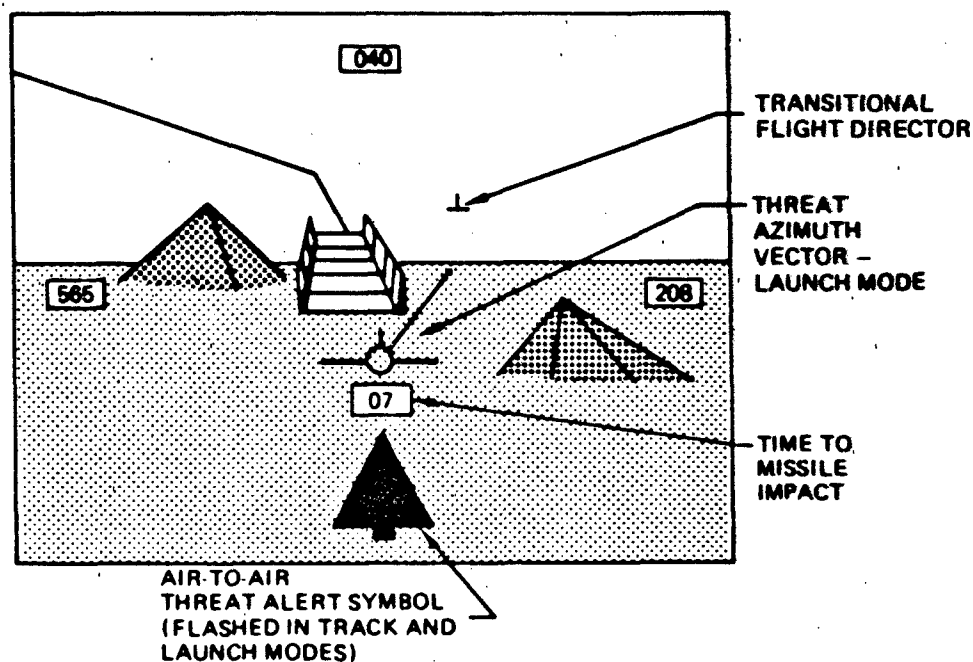 040
TRANSITIONAL
FLIGHT DIRECTOR
THREAT
AZIMUTH
VECTOR –
LAUNCH MODE
565
208
07
TIME TO
MISSILE
IMPACT
AIR-TO-AIR
THREAT ALERT SYMBOL
(FLASHED IN TRACK AND
LAUNCH MODES)